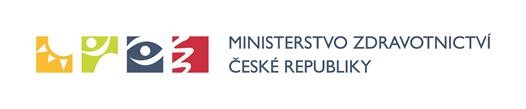 MINISTERSTVO ZDRAVOTNICTVÍ
ČESKÉ REPUBLIKY